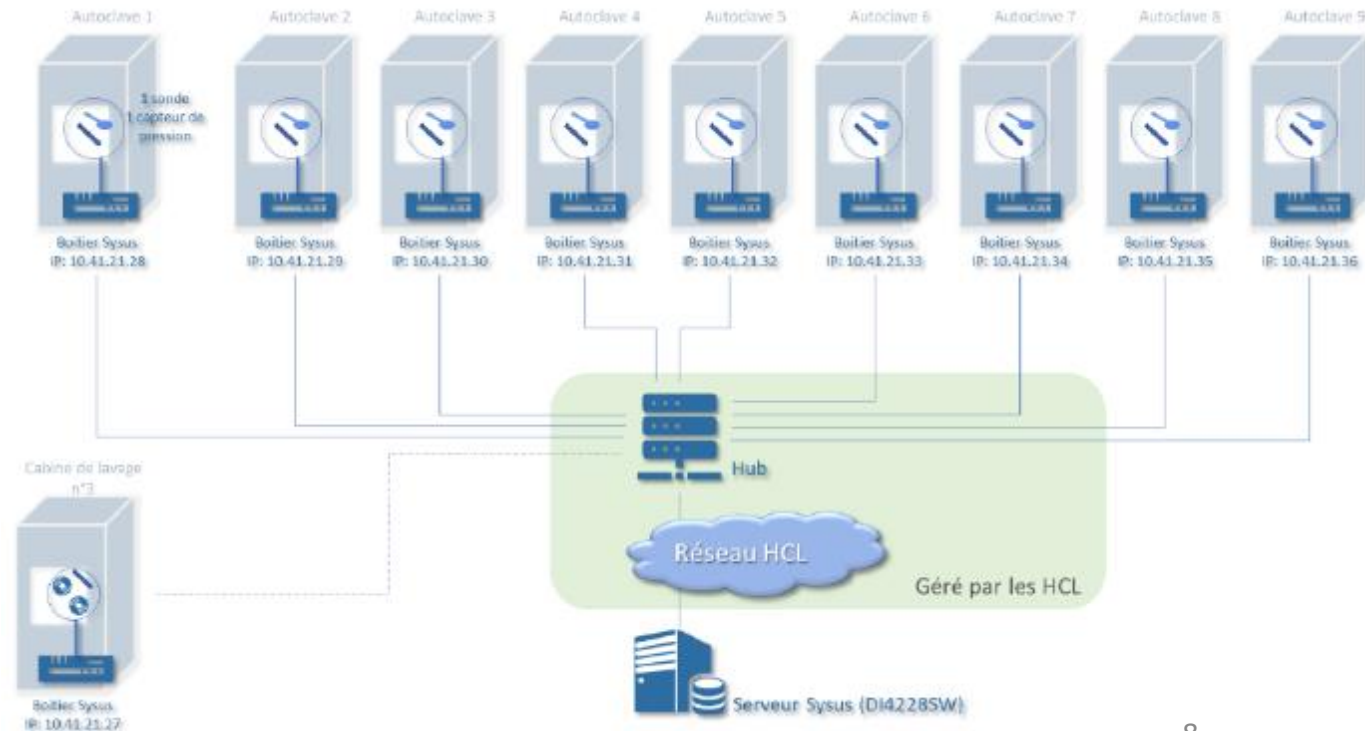 Autoclave 1
Autoclave 2
Autoclave 3
Autoclave 4
Autoclave 5
Autoclave 6
Autoclave 7
Autoclave 8
Autoclave 9
1 sonde
1 capteur de
pression
Boitier Sysus
IP: 10.41.21.28
Boitier Sysus
IP: 10.41.21.29
Boitier Sysus
IP: 10.41.21.30
Boitier Sysus
IP: 10.41.21.31
Boitier Sysus
IP: 10.41.21.32
Boitier Sysus
IP: 10.41.21.33
Boitier Sysus
IP: 10.41.21.34
Boitier Sysus
IP: 10.41.21.35
Boitier Sysus
IP: 10.41.21.36
Hub
Réseau HCL
Géré par les HCL
Cabine de lavage
n°3
Boitier Sysus
IP: 10.41.21.27
Serveur Sysus (DI4228SW)